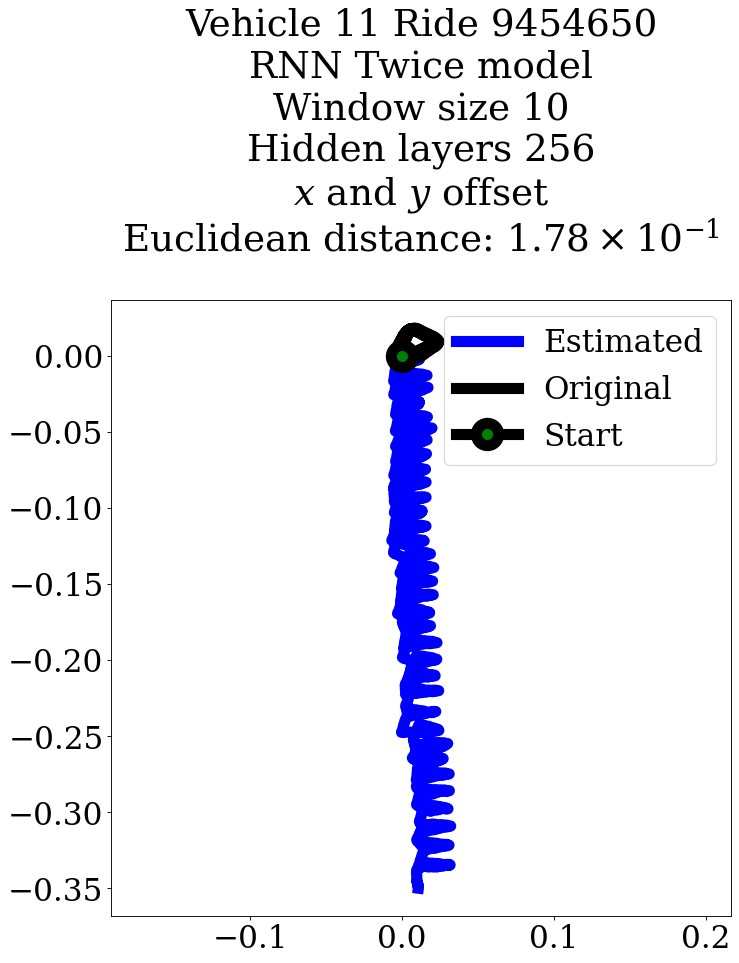 Vehicle 11 Ride 9454650
RNN Twice model
Window size 10
Hidden layers 256
x and y offset
Euclidean distance: 1.78 × 10⁻¹
Estimated
Original
Start
0.00
−0.05
−0.10
−0.15
−0.20
−0.25
−0.30
−0.35
−0.1 0.0 0.1 0.2